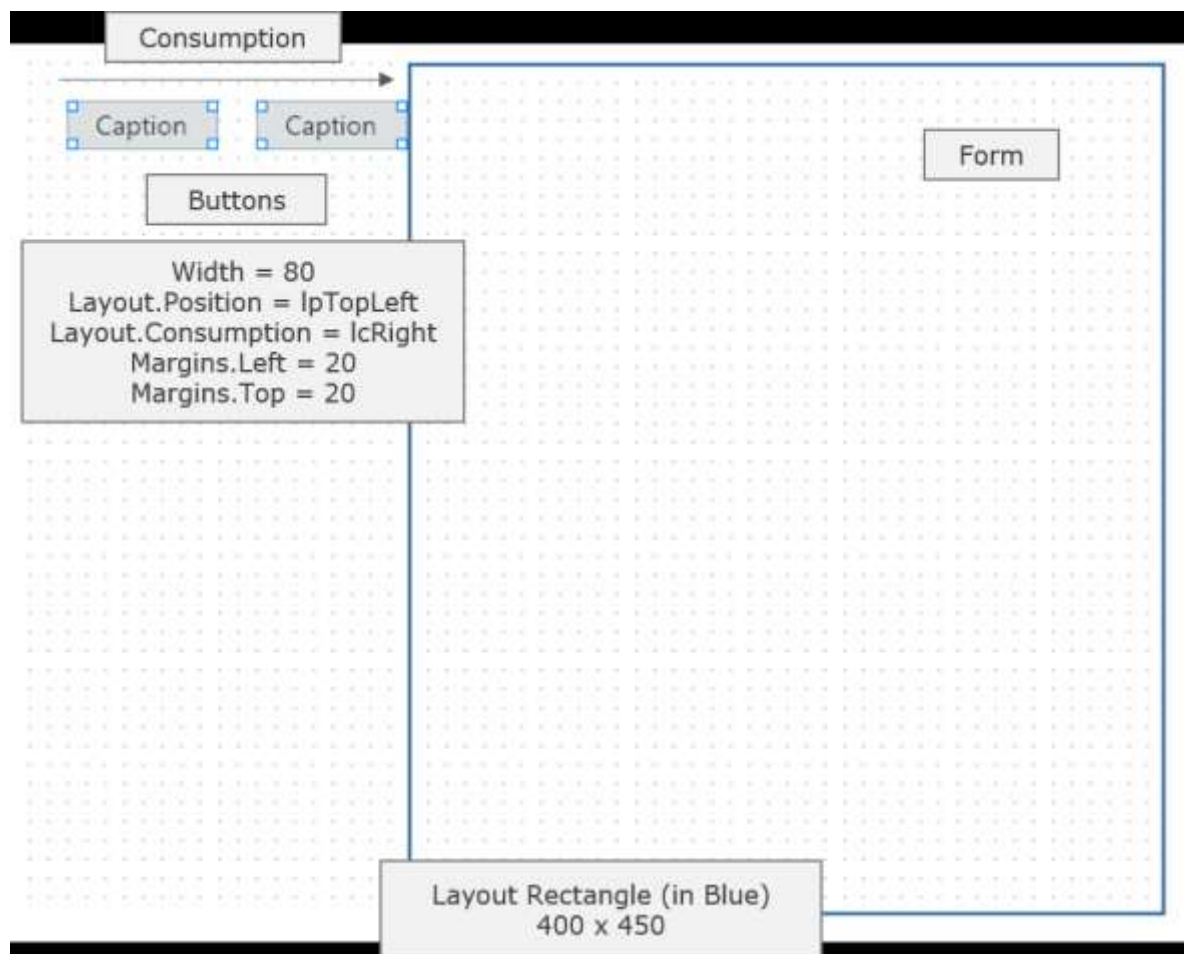 Consumption
Caption
Caption
Form
Buttons
Width = 80
Layout.Position = lpTopLeft
Layout.Consumption = lcRight
Margins.Left = 20
Margins.Top = 20
Layout Rectangle (in Blue)
400 x 450